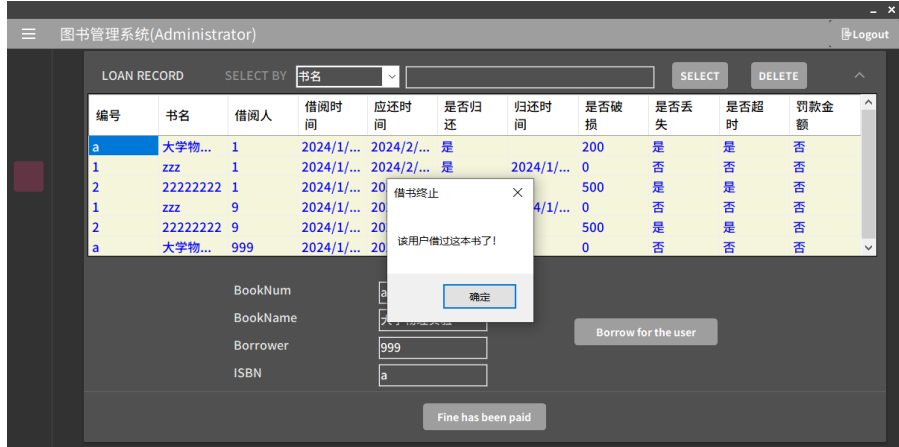 图书管理系统(Administrator)
Logout
LOAN RECORD SELECT BY 书名 SELECT DELETE
编号 书名 借阅人 借阅时间 应还时间 是否归还 归还时间 是否破损 是否丢失 是否超时 罚款金额
a 大学物... 1 2024/1/... 2024/2/... 是 200 是 是 否
1 zzz 1 2024/1/... 2024/2/... 是 2024/1/... 0 否 否 否
2 22222222 1 2024/1/... 20 500 是 是 否
1 zzz 9 2024/1/... 20 4/1/... 0 否 否 否
2 22222222 9 2024/1/... 20 500 是 是 否
a 大学物... 999 2024/1/... 20 0 否 否 否
借书终止
该用户借过这本书了!
确定
BookNum a
BookName
Borrower 999
ISBN a
Borrow for the user
Fine has been paid